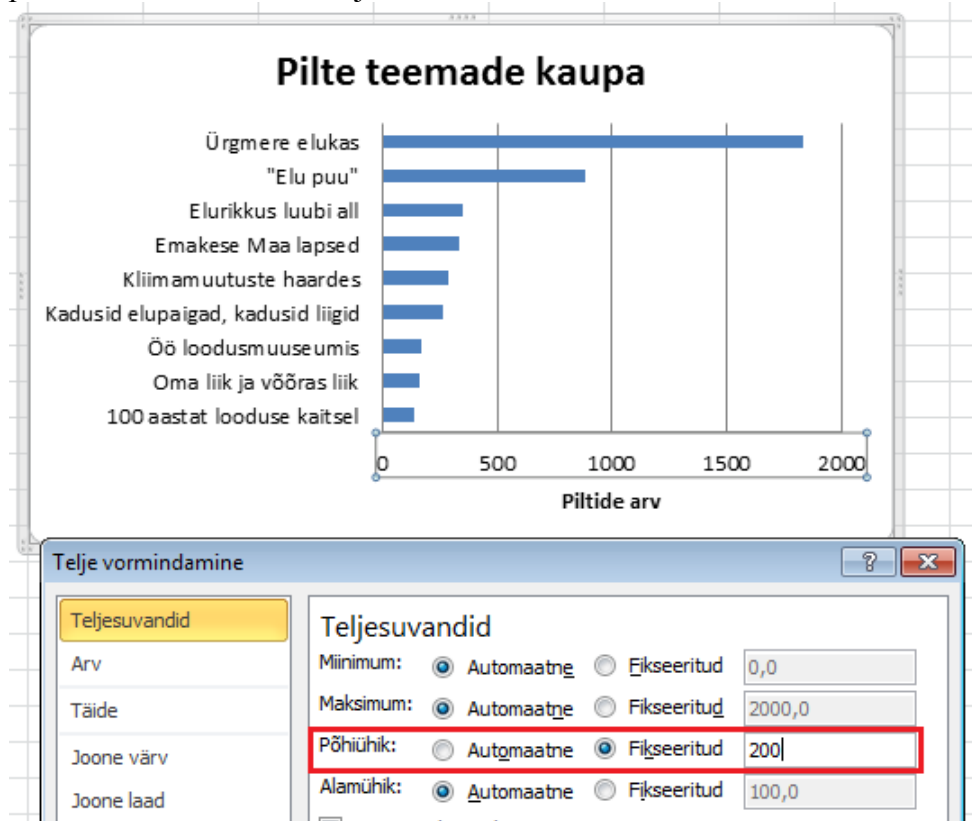 Pilte teemade kaupa
Ürgmere elukas
"Elu puu"
Elurikkus luubi all
Emakese Maa lapsed
Kliimamuutuste haardes
Kadusid elupaigad, kadusid liigid
Öö loodusmuuseumis
Oma liik ja võõras liik
100 aastat looduse kaitsel
0 500 1000 1500 2000
Piltide arv
Telje vormindamine
Teljesuvandid
Arv
Täide
Joone värv
Joone laad
Teljesuvandid
Miinimum: Automaatne Fikseeritud 0,0
Maksimum: Automaatne Fikseeritud 2000,0
Põhiühik: Automaatne Fikseeritud 200
Alamühik: Automaatne Fikseeritud 100,0